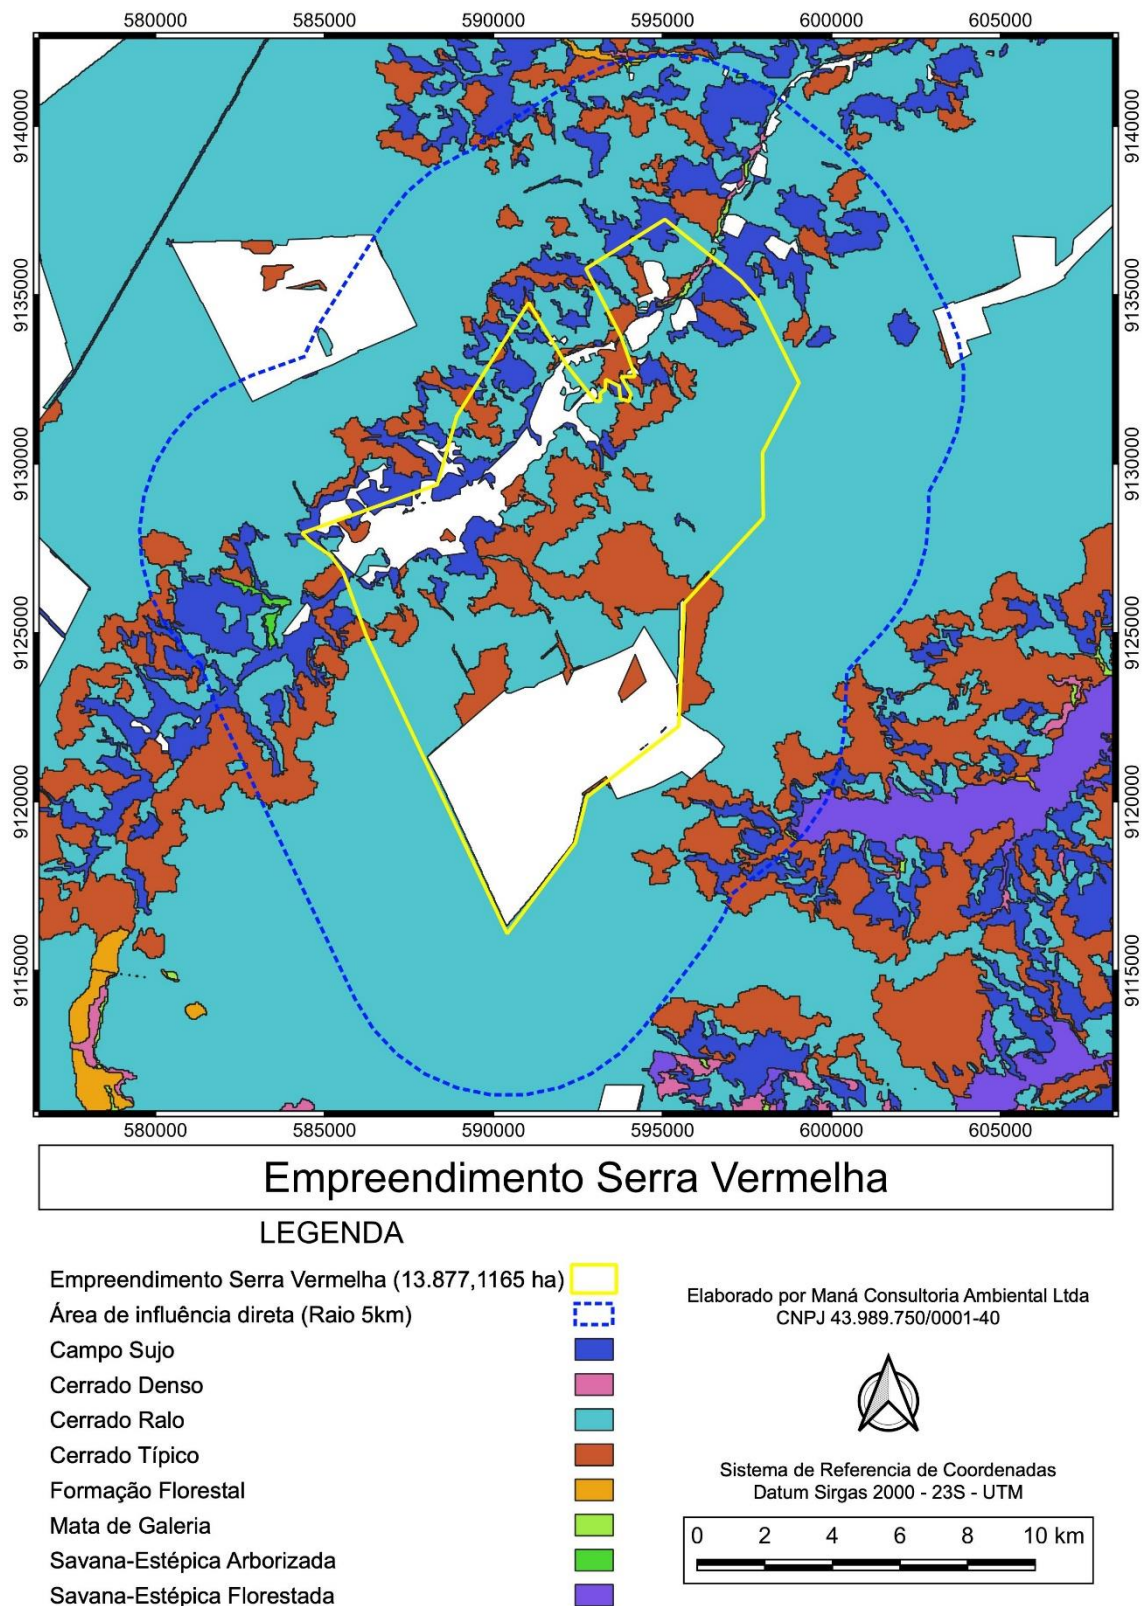 580000 585000 590000 595000 600000 605000
9140000 9140000
9135000 9135000
9130000 9130000
9125000 9125000
9120000 9120000
9115000 9115000
580000 585000 590000 595000 600000 605000
Empreendimento Serra Vermelha
LEGENDA
Empreendimento Serra Vermelha (13.877,1165 ha)
Área de influência direta (Raio 5km)
Campo Sujo
Cerrado Denso
Cerrado Ralo
Cerrado Típico
Formação Florestal
Mata de Galeria
Savana-Estépica Arborizada
Savana-Estépica Florestada
Elaborado por Maná Consultoria Ambiental Ltda
CNPJ 43.989.750/0001-40
Sistema de Referencia de Coordenadas
Datum Sirgas 2000 - 23S - UTM
0 2 4 6 8 10 km